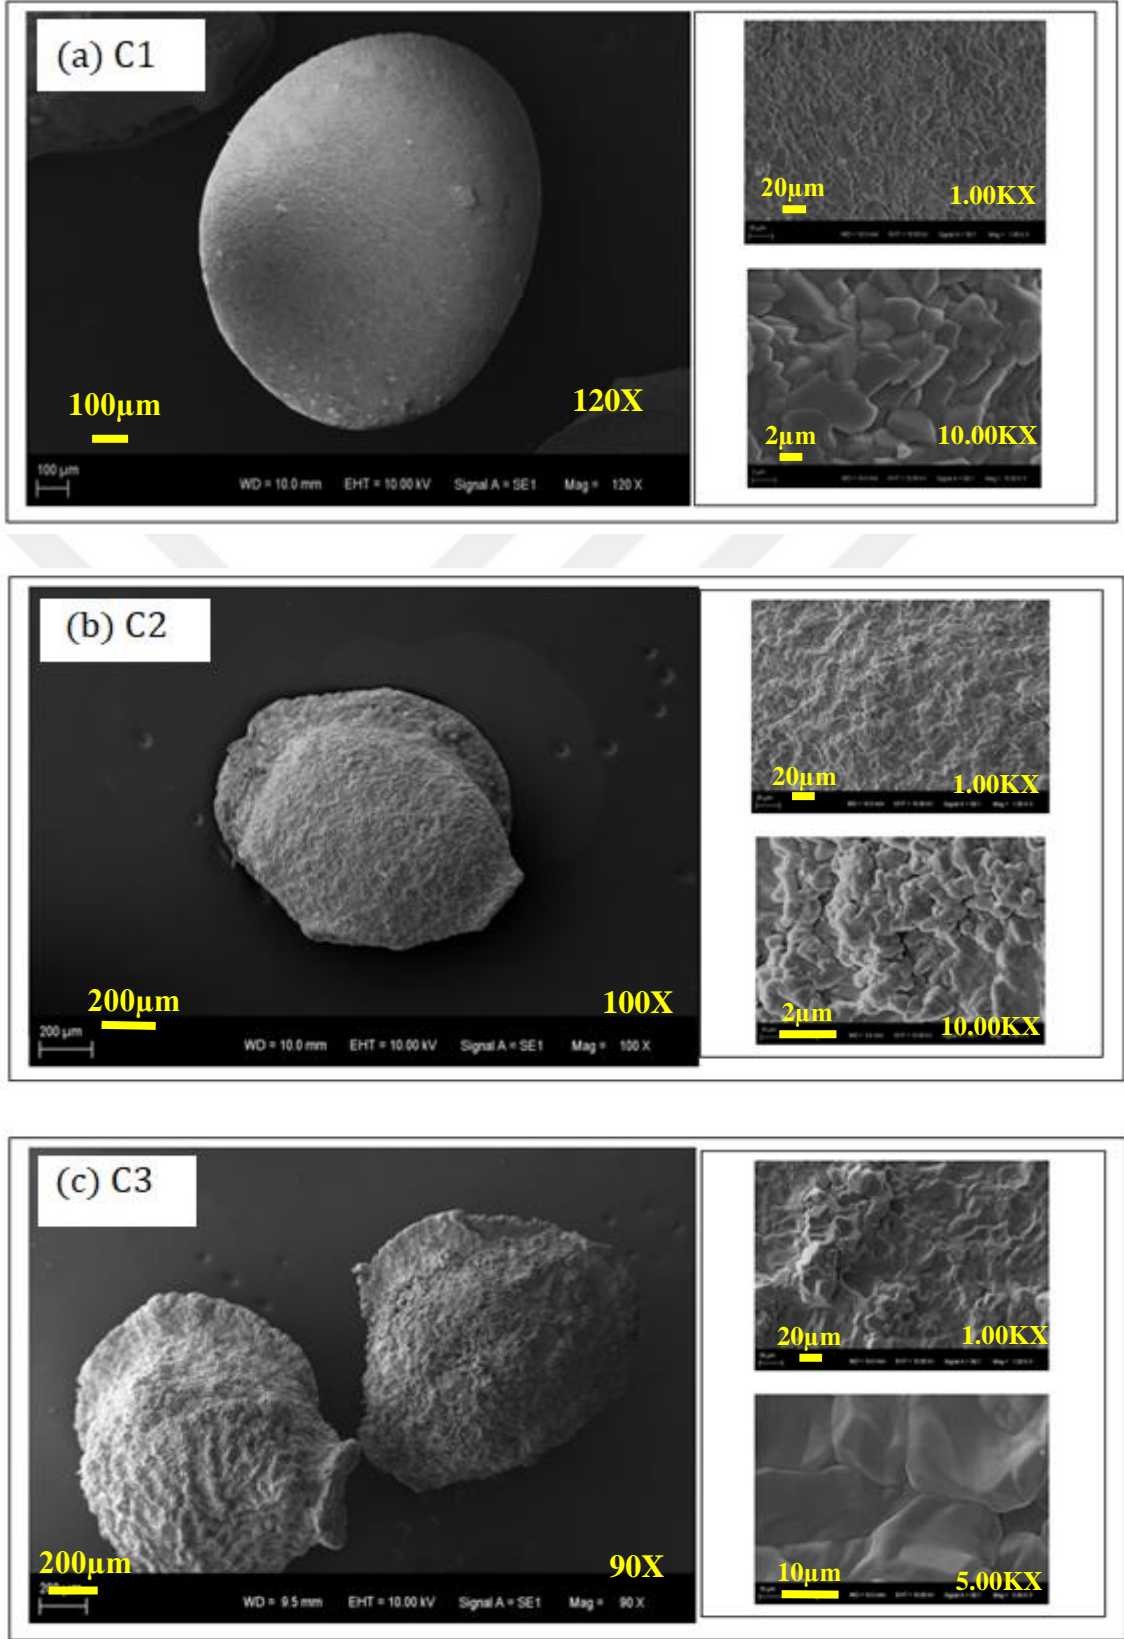 (a) C1
100µm
120X
100 µm
WD = 10.0 mm EHT = 10.00 kV Signal A = SE1 Mag = 120 X
20µm
1.00KX
2µm
10.00KX
(b) C2
200µm
100X
200 µm
WD = 10.0 mm EHT = 10.00 kV Signal A = SE1 Mag = 100 X
20µm
1.00KX
2µm
10.00KX
(c) C3
200µm
90X
WD = 9.5 mm EHT = 10.00 kV Signal A = SE1 Mag = 90 X
20µm
1.00KX
10µm
5.00KX